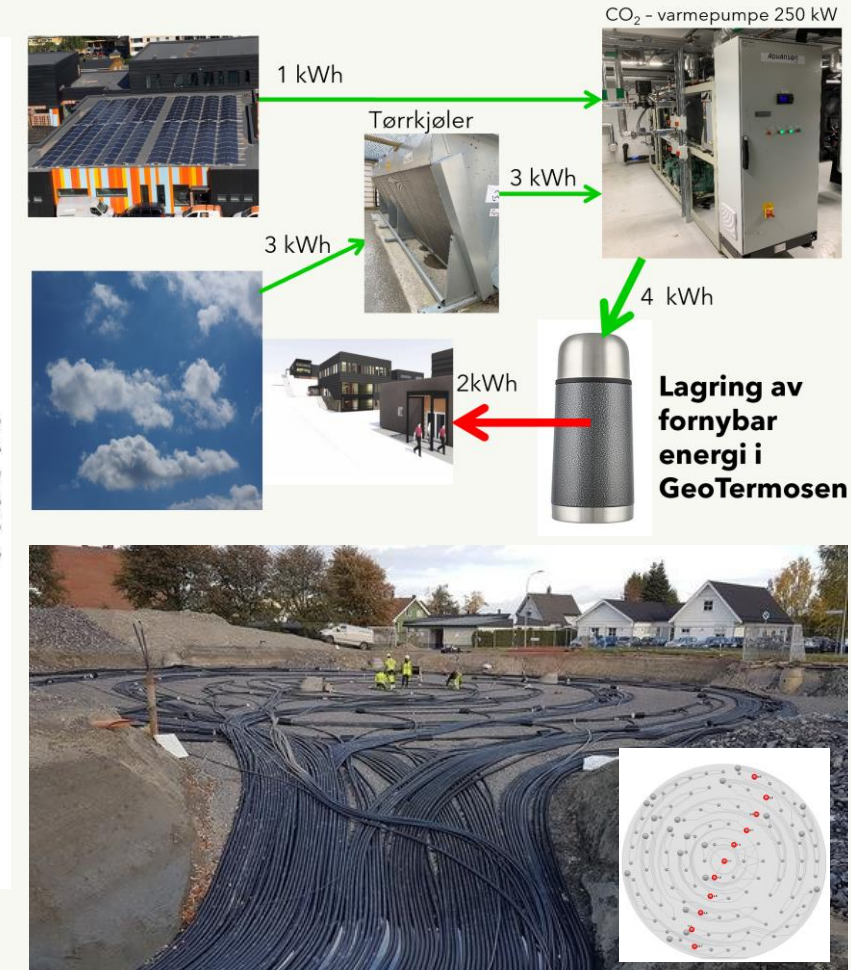 CO₂ – varmepumpe 250 kW
1 kWh
Tørrkjøler
3 kWh
3 kWh
4 kWh
2kWh
Lagring av
fornybar
energi i
GeoTermosen